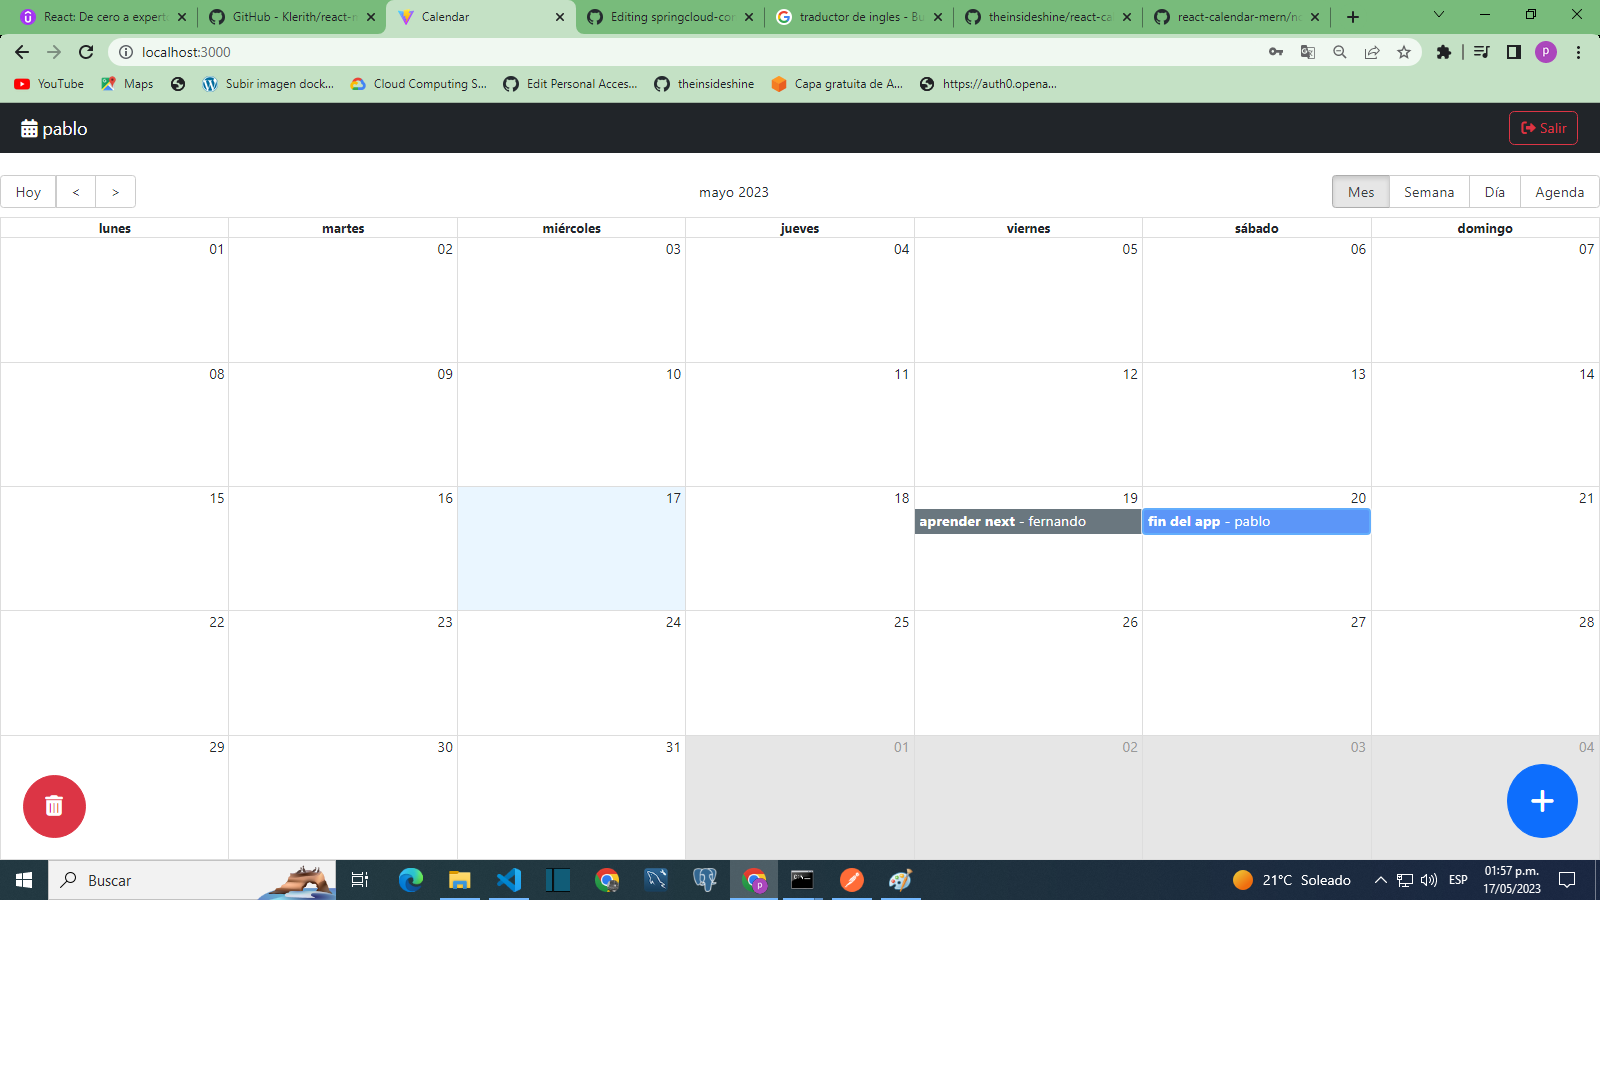 React: De cero a expert
GitHub - Klerith/react-n
Calendar
Editing springcloud-cor
traductor de ingles - Bu
theinsideshine/react-ca
react-calendar-mern/no
localhost:3000
P
YouTube
Maps
Subir imagen dock...
Cloud Computing S...
Edit Personal Acces...
theinsideshine
Capa gratuita de A...
https://auth0.opena...
pablo
Salir
Hoy
<
>
mayo 2023
Mes
Semana
Día
Agenda
lunes martes miércoles jueves viernes sábado domingo
01 02 03 04 05 06 07
08 09 10 11 12 13 14
15 16 17 18 19 20 21
aprender next - fernando
fin del app - pablo
22 23 24 25 26 27 28
29 30 31 01 02 03 04
Buscar
21°C Soleado
ESP
01:57 p.m.
17/05/2023